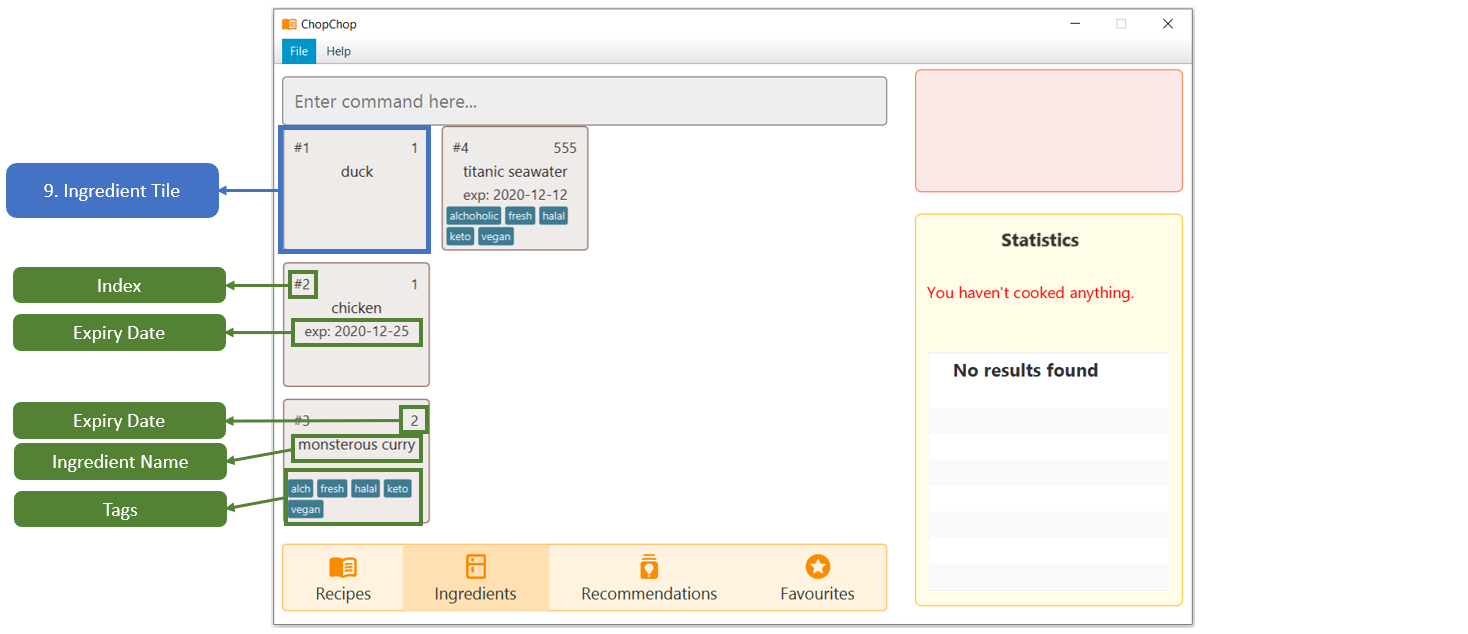 ChopChop
File Help
Enter command here...
#1 1
duck
#4 555
titanic seawater
exp: 2020-12-12
alchoholic fresh halal
keto vegan
9. Ingredient Tile
Index
Expiry Date
#2 1
chicken
exp: 2020-12-25
Expiry Date
Ingredient Name
Tags
#3 2
monsterous curry
alch fresh halal keto
vegan
Statistics
You haven't cooked anything.
No results found
Recipes Ingredients Recommendations Favourites